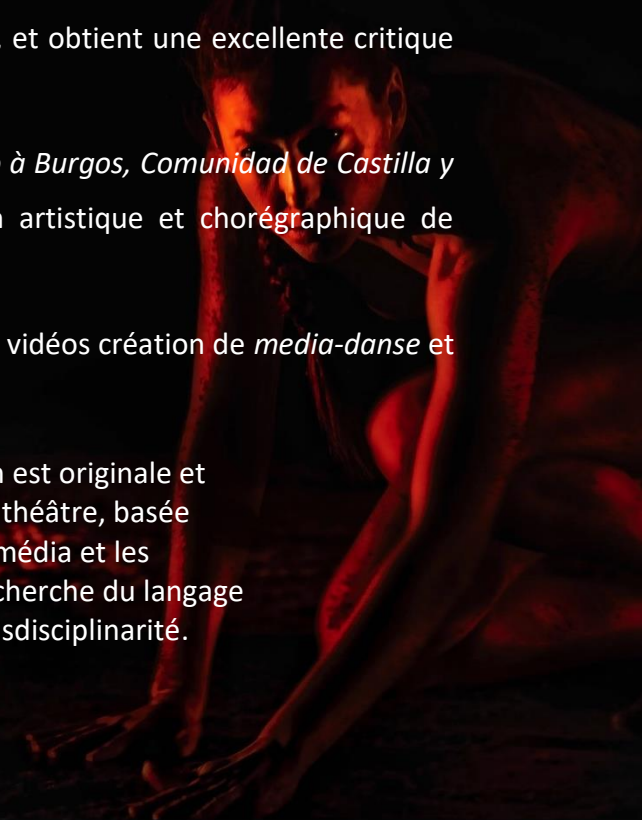 et obtient une excellente critique
à Burgos, Comunidad de Castilla y
artistique et chorégraphique de
vidéos création de media-danse et
est originale et
théâtre, basée
média et les
cherche du langage
sdisciplinarité.